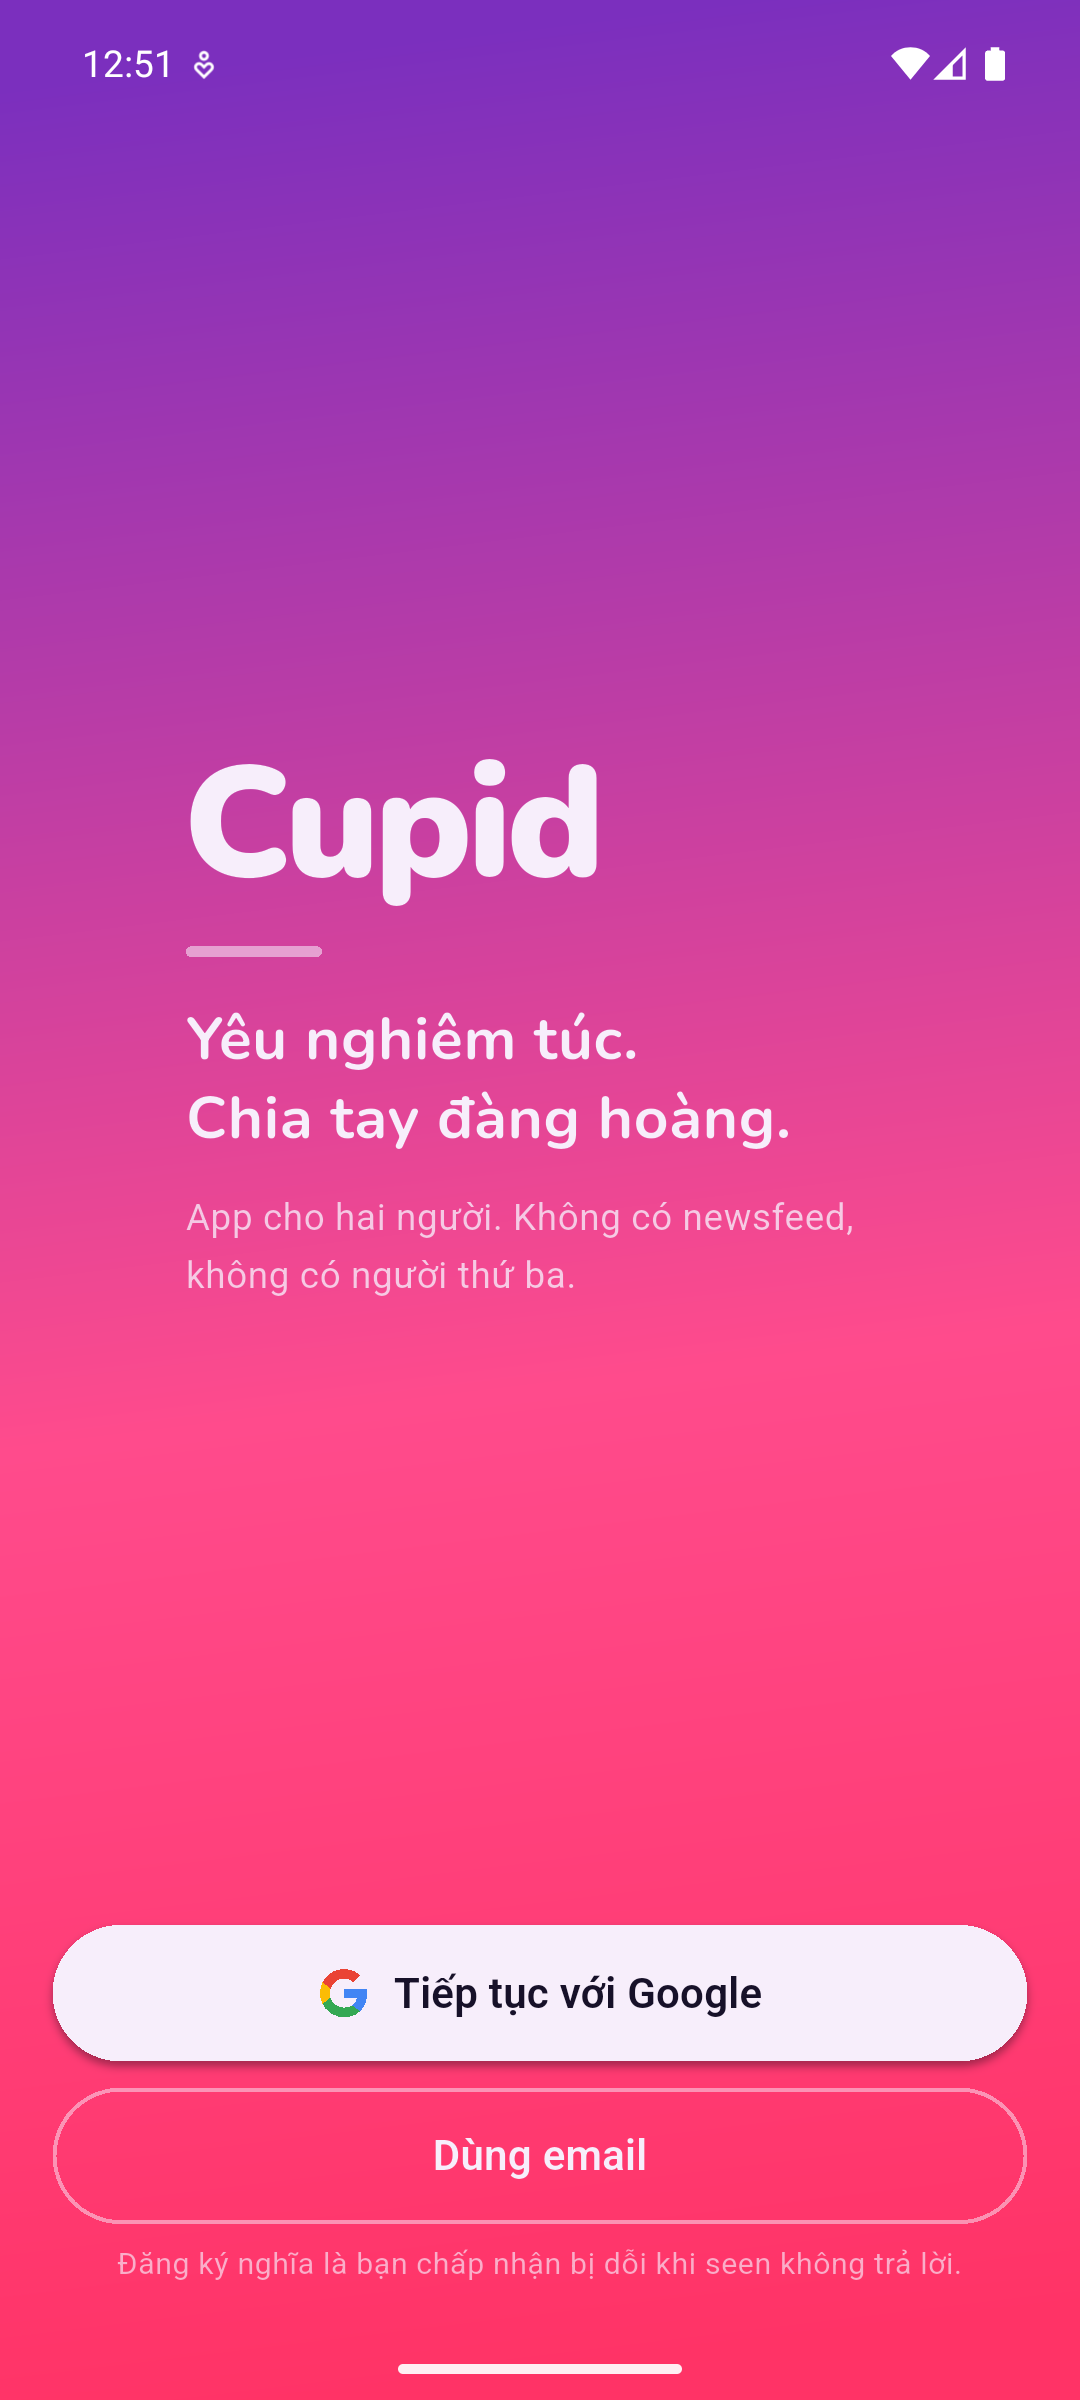 12:51
Cupid
Yêu nghiêm túc.
Chia tay đàng hoàng.
App cho hai người. Không có newsfeed,
không có người thứ ba.
Tiếp tục với Google
Dùng email
Đăng ký nghĩa là bạn chấp nhận bị dỗi khi seen không trả lời.